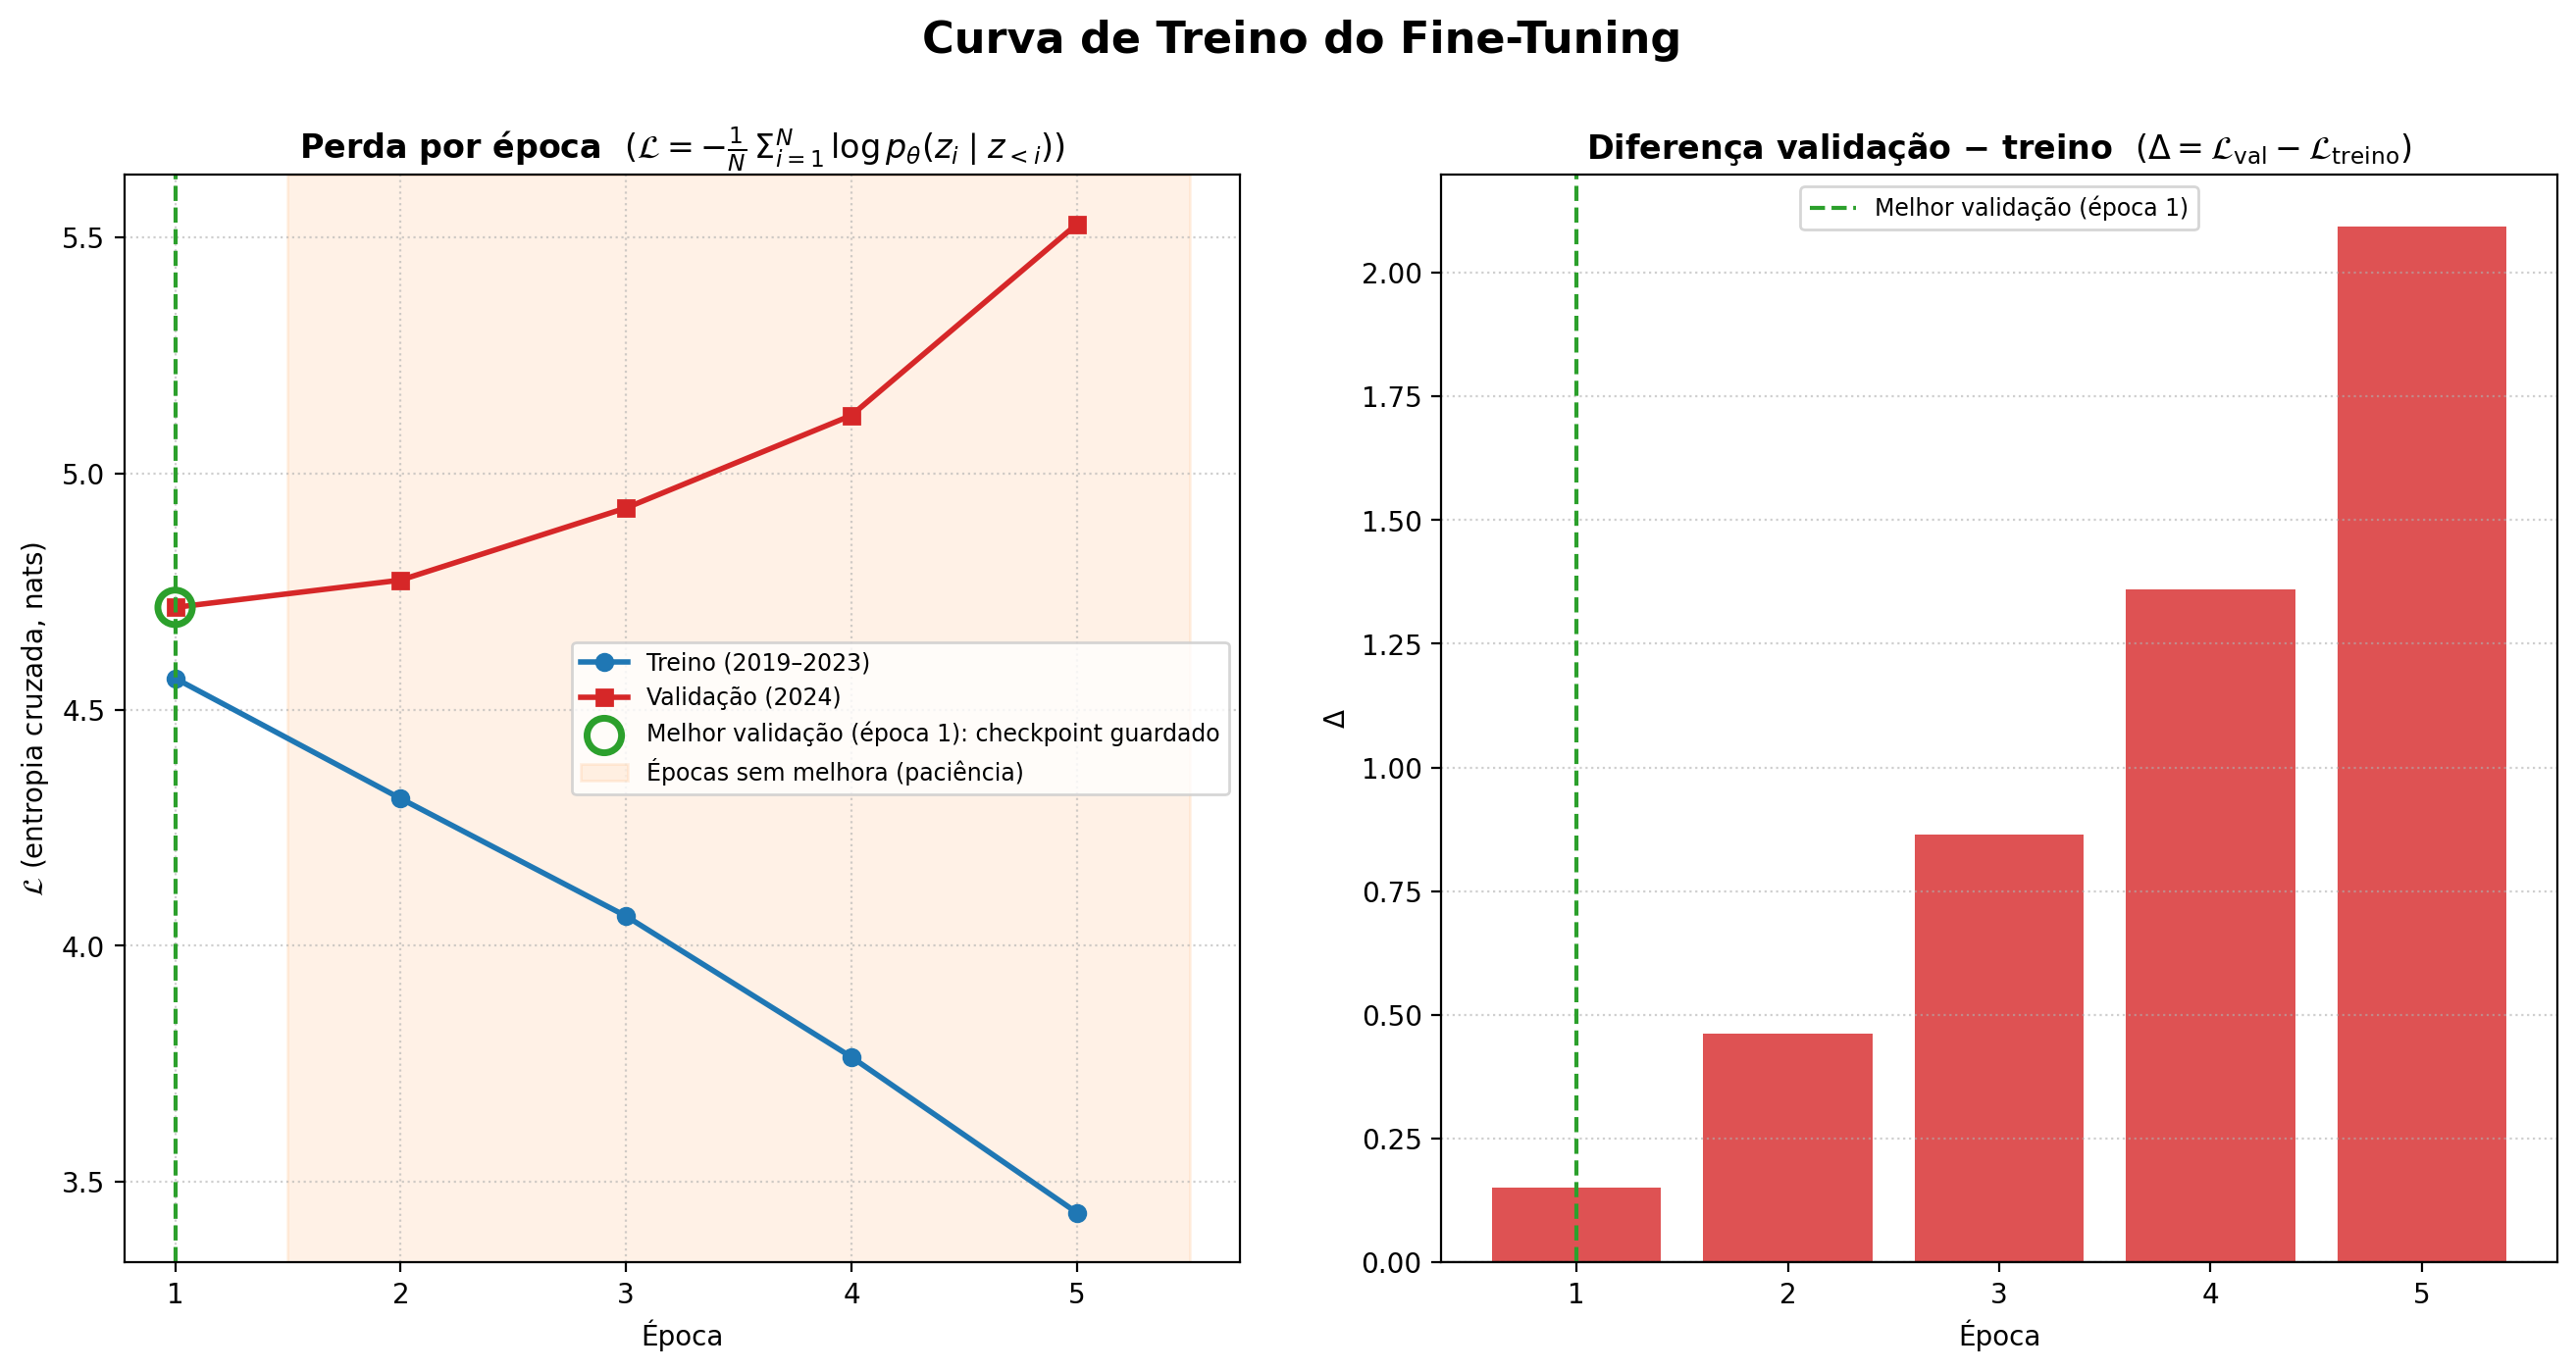 Curva de Treino do Fine-Tuning
Perda por época (ℒ = −1/N Σᵢ₌₁ᴺ log p_θ(z_i | z_{<i}))
5.5
5.0
4.5
4.0
3.5
ℒ (entropia cruzada, nats)
Treino (2019–2023)
Validação (2024)
Melhor validação (época 1): checkpoint guardado
Épocas sem melhora (paciência)
1 2 3 4 5
Época
Diferença validação − treino (Δ = ℒ_val − ℒ_treino)
Melhor validação (época 1)
2.00
1.75
1.50
1.25
1.00
0.75
0.50
0.25
0.00
Δ
1 2 3 4 5
Época